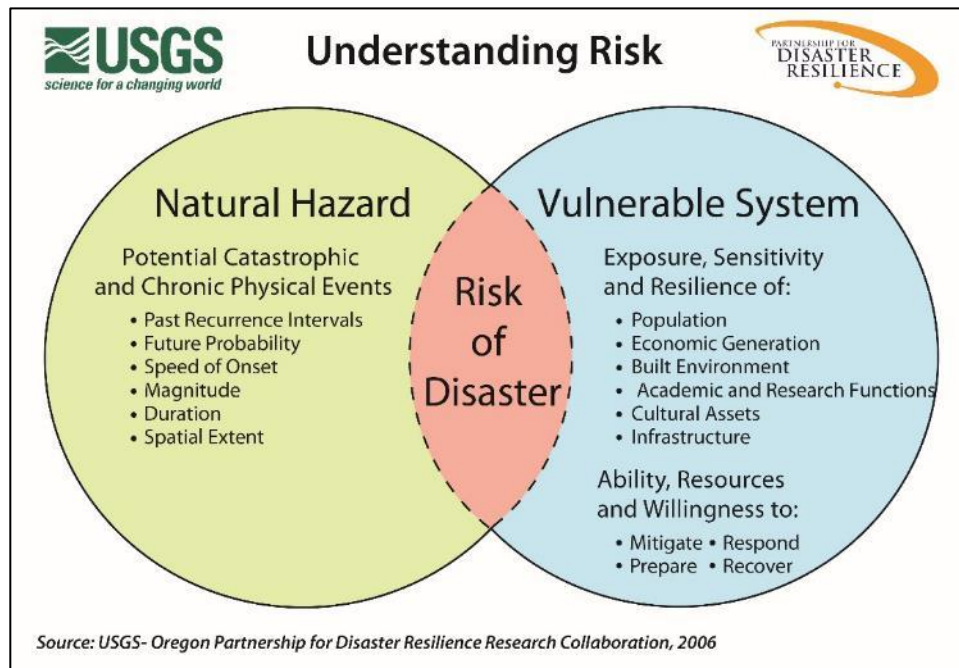 USGS
science for a changing world
Understanding Risk
PARTNERSHIP FOR
DISASTER
RESILIENCE
Natural Hazard
Potential Catastrophic
and Chronic Physical Events
• Past Recurrence Intervals
• Future Probability
• Speed of Onset
• Magnitude
• Duration
• Spatial Extent
Risk
of
Disaster
Vulnerable System
Exposure, Sensitivity
and Resilience of:
• Population
• Economic Generation
• Built Environment
• Academic and Research Functions
• Cultural Assets
• Infrastructure
Ability, Resources
and Willingness to:
• Mitigate • Respond
• Prepare • Recover
Source: USGS- Oregon Partnership for Disaster Resilience Research Collaboration, 2006